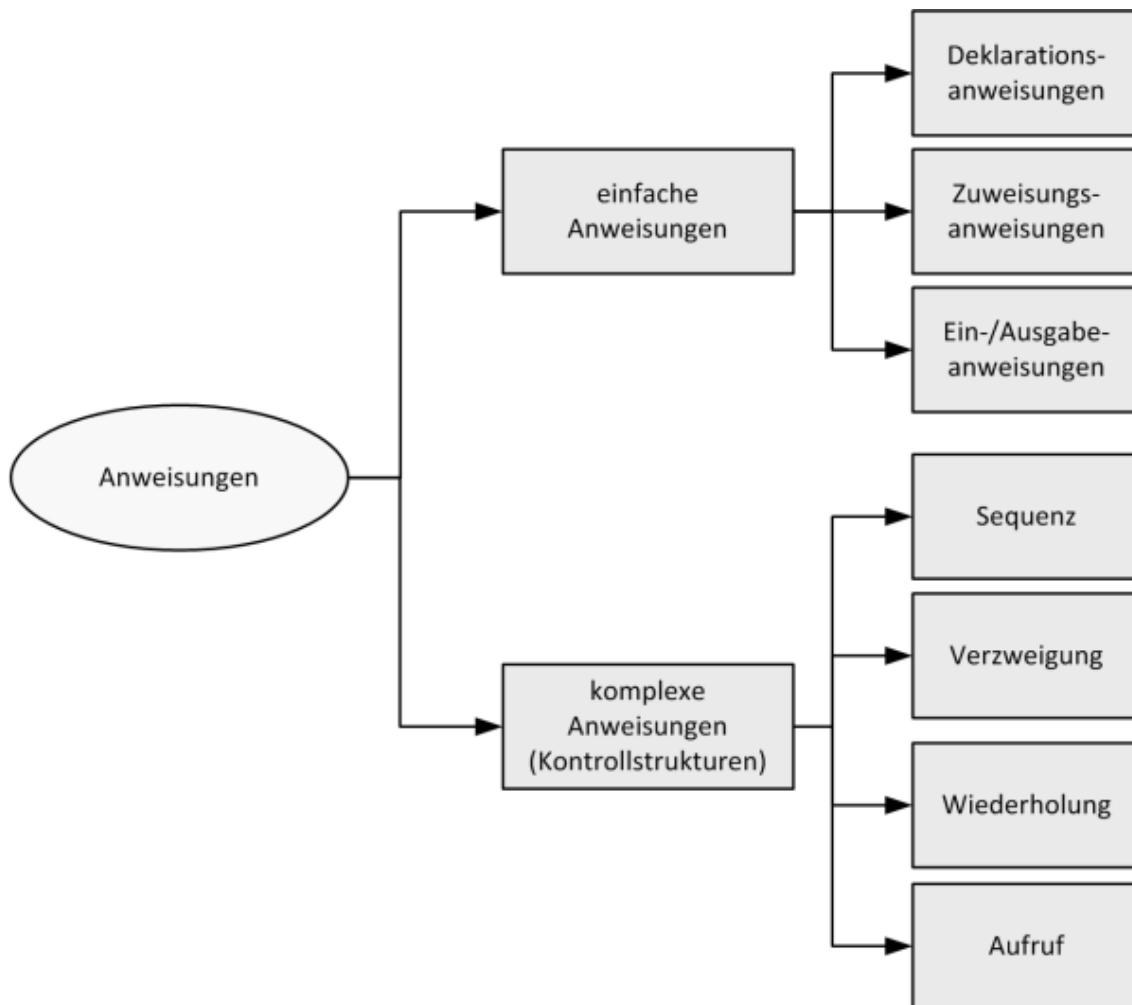 Anweisungen
einfache
Anweisungen
Deklarations-
anweisungen
Zuweisungs-
anweisungen
Ein-/Ausgabe-
anweisungen
komplexe
Anweisungen
(Kontrollstrukturen)
Sequenz
Verzweigung
Wiederholung
Aufruf